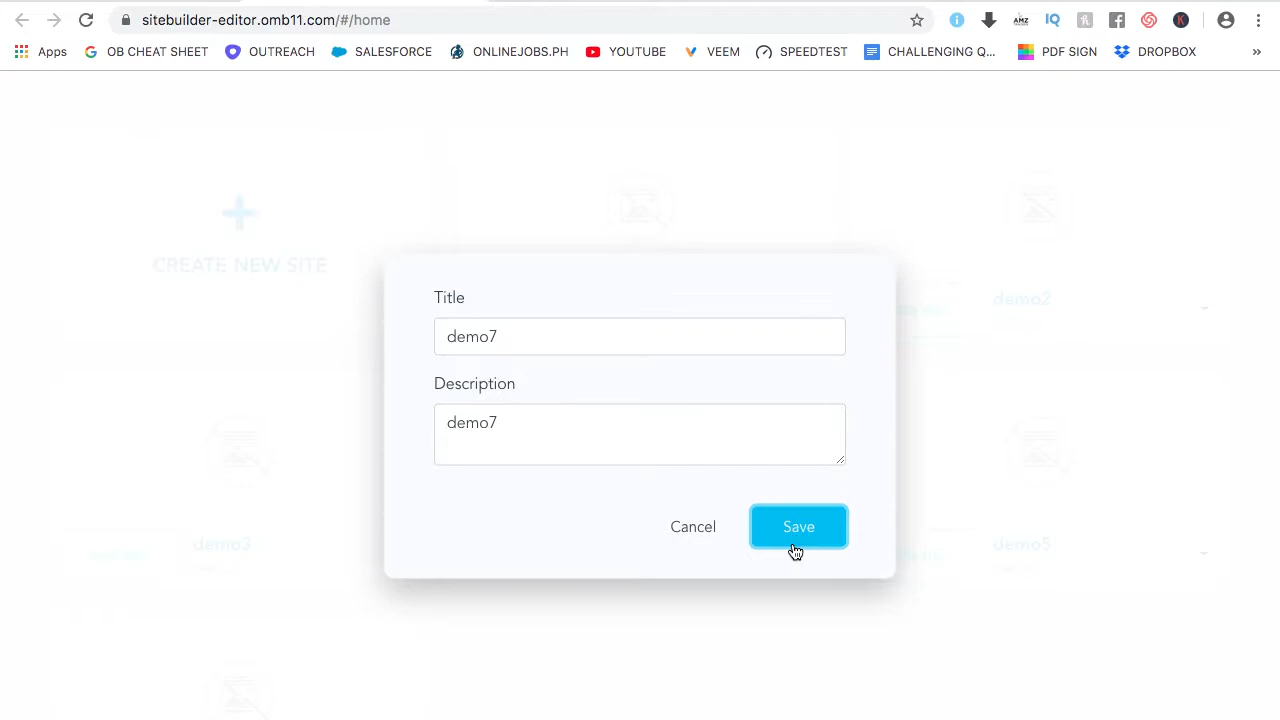 sitebuilder-editor.omb11.com/#/home
Apps OB CHEAT SHEET OUTREACH SALESFORCE ONLINEJOBS.PH YOUTUBE VEEM SPEEDTEST CHALLENGING Q... PDF SIGN DROPBOX »
CREATE NEW SITE
demo2
Title
demo7
Description
demo7
Cancel Save
demo3
demo5